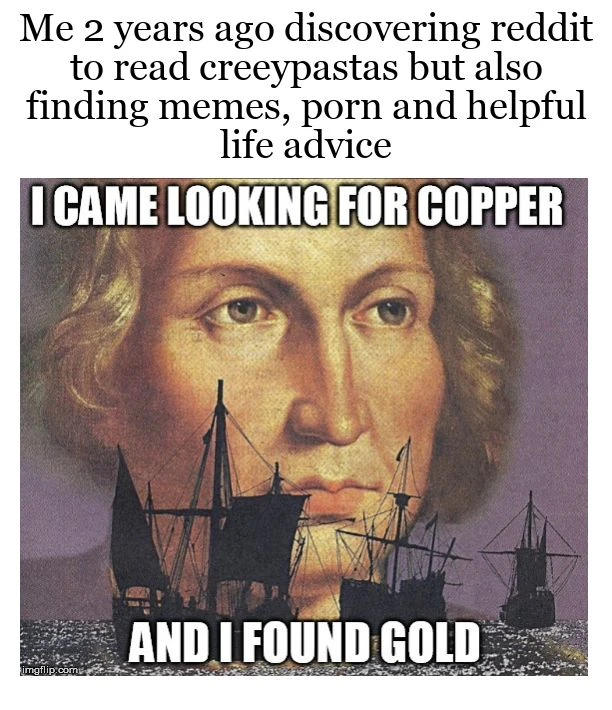 Me 2 years ago discovering reddit
to read creeypastas but also
finding memes, porn and helpful
life advice
I CAME LOOKING FOR COPPER
AND I FOUND GOLD
imgflip.com